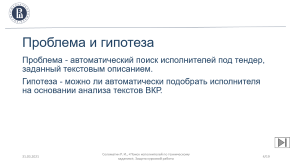 Проблема и гипотеза
Проблема - автоматический поиск исполнителей под тендер,
заданный текстовым описанием.
Гипотеза - можно ли автоматически подобрать исполнителя
на основании анализа текстов ВКР.